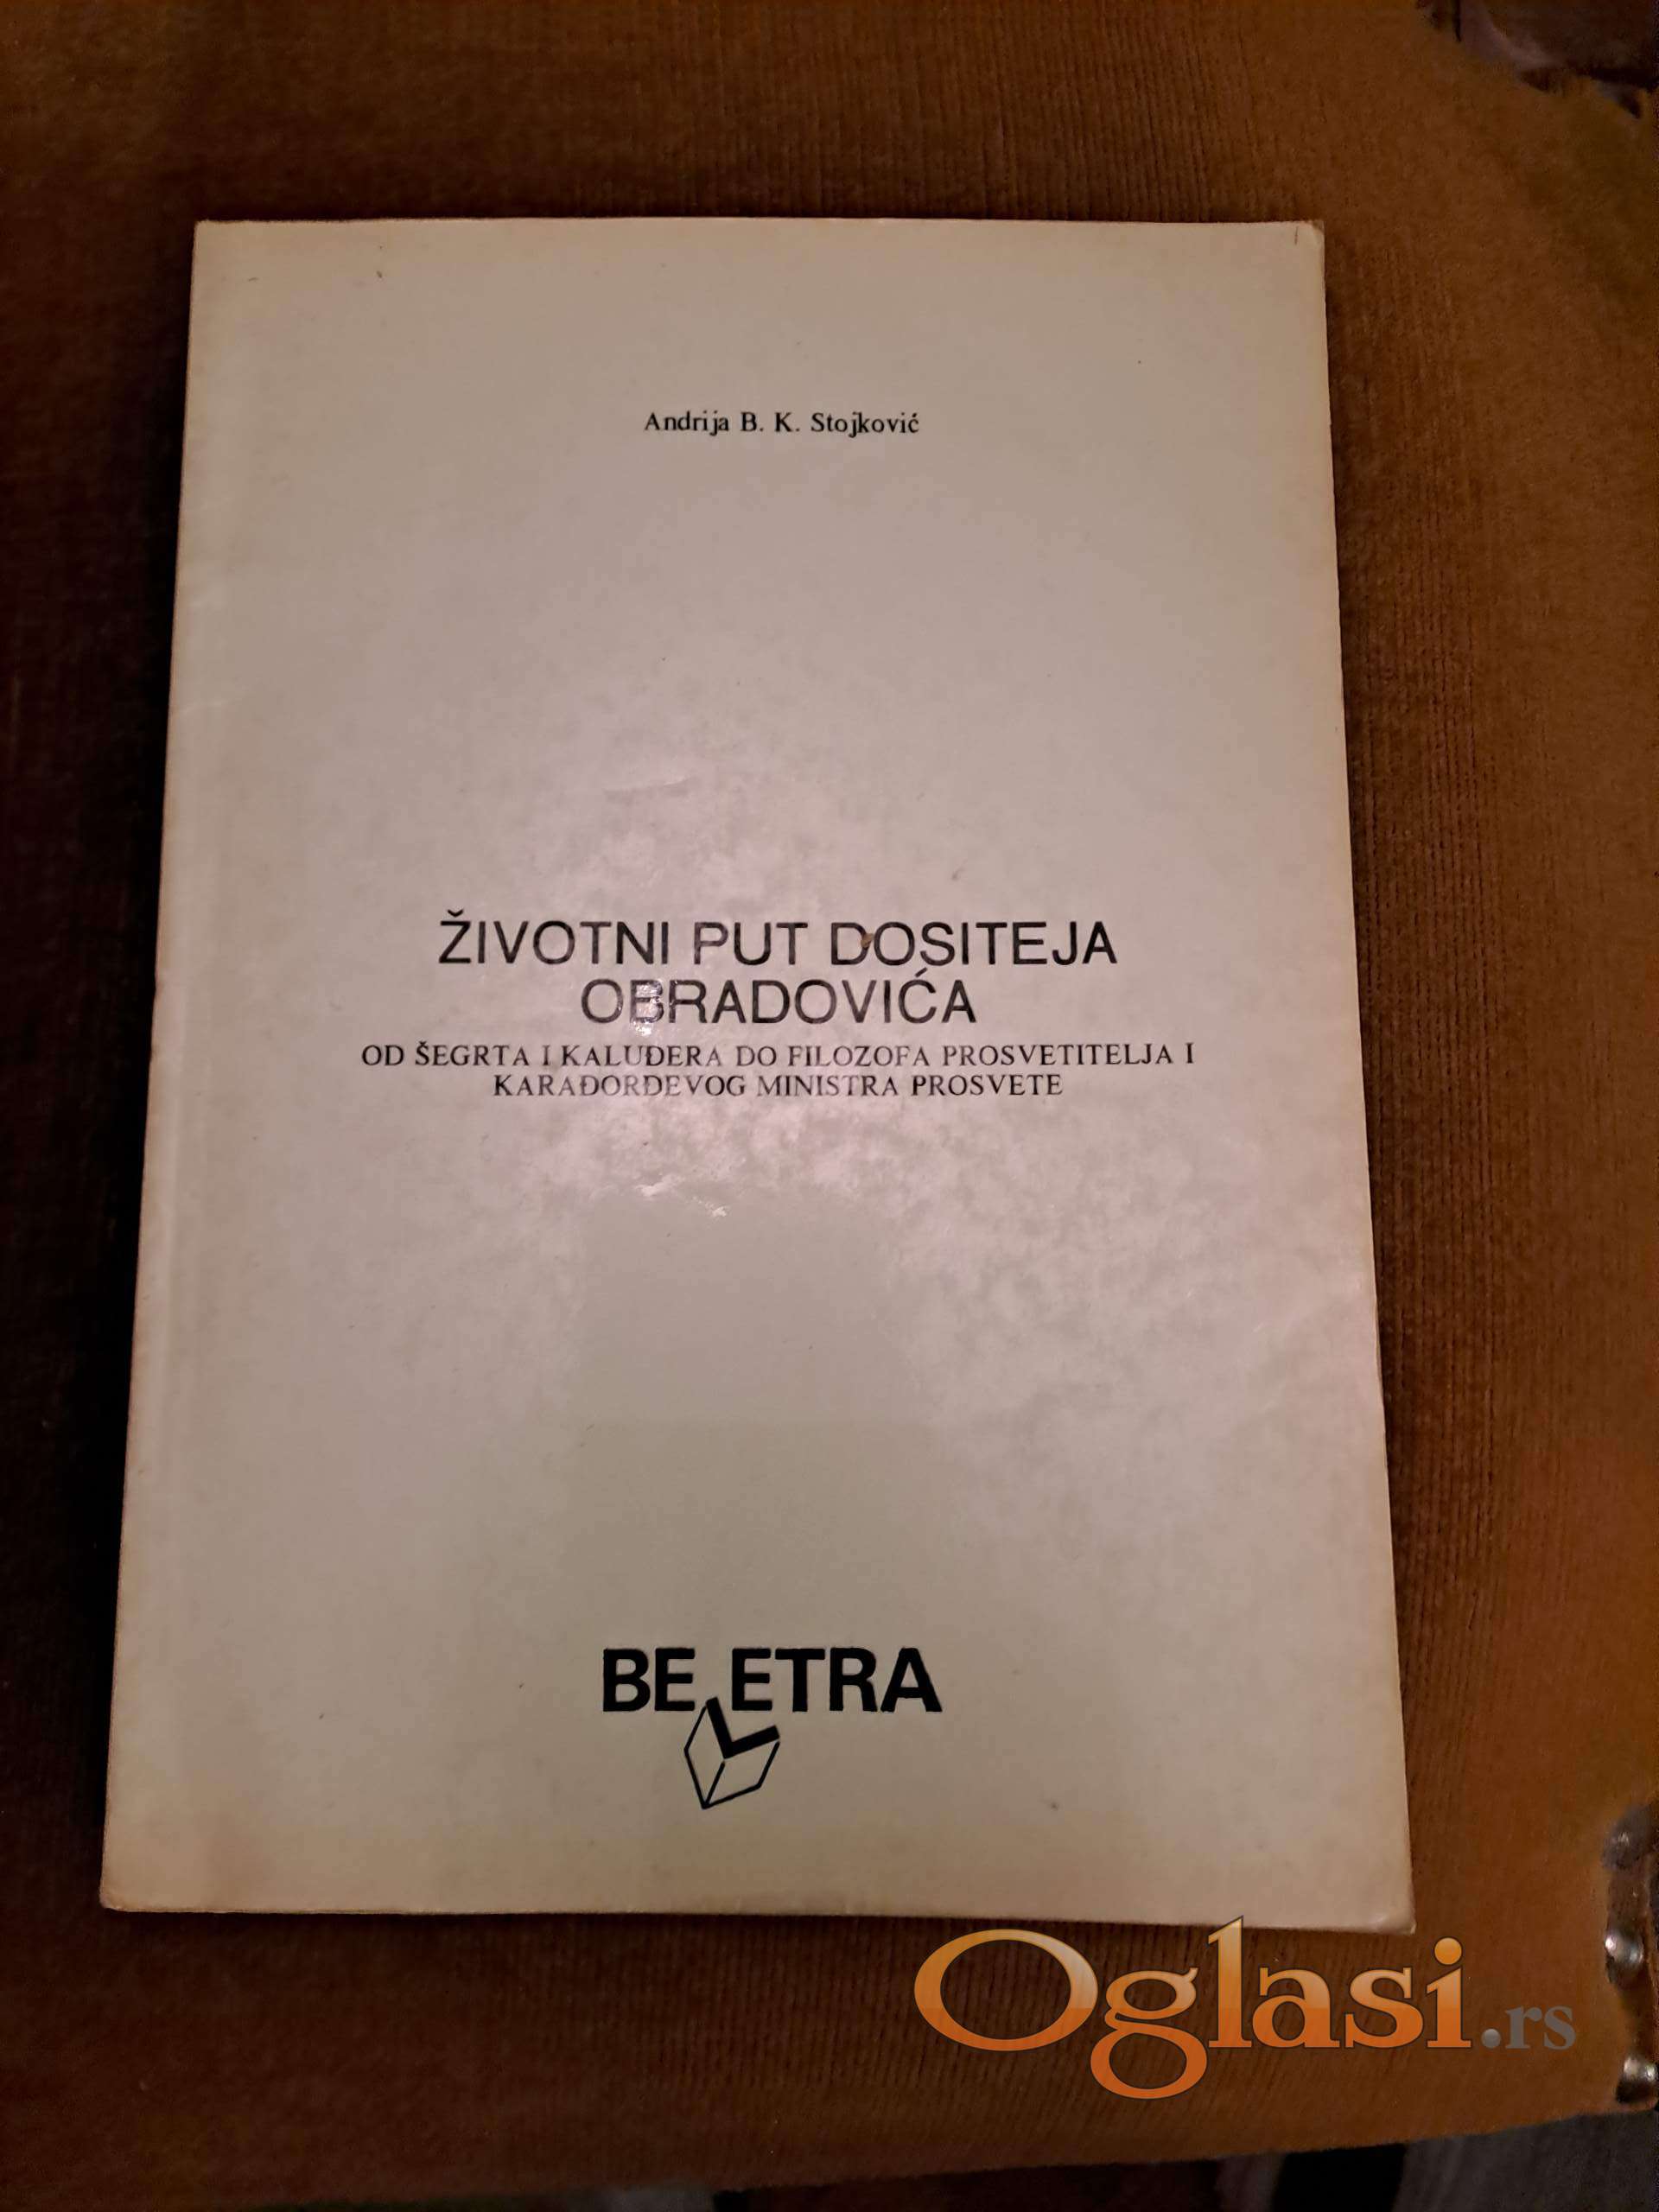 Andrija B. K. Stojković
ŽIVOTNI PUT DOSITEJA
OBRADOVIĆA
OD ŠEGRTA I KALUĐERA DO FILOZOFA PROSVETITELJA I
KARAĐORĐEVOG MINISTRA PROSVETE
BELETRA
Oglasi.rs